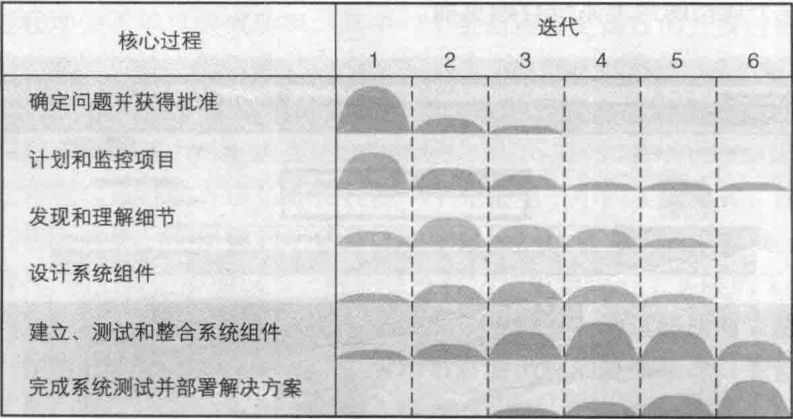 核心过程
迭代
1 2 3 4 5 6
确定问题并获得批准
计划和监控项目
发现和理解细节
设计系统组件
建立、测试和整合系统组件
完成系统测试并部署解决方案